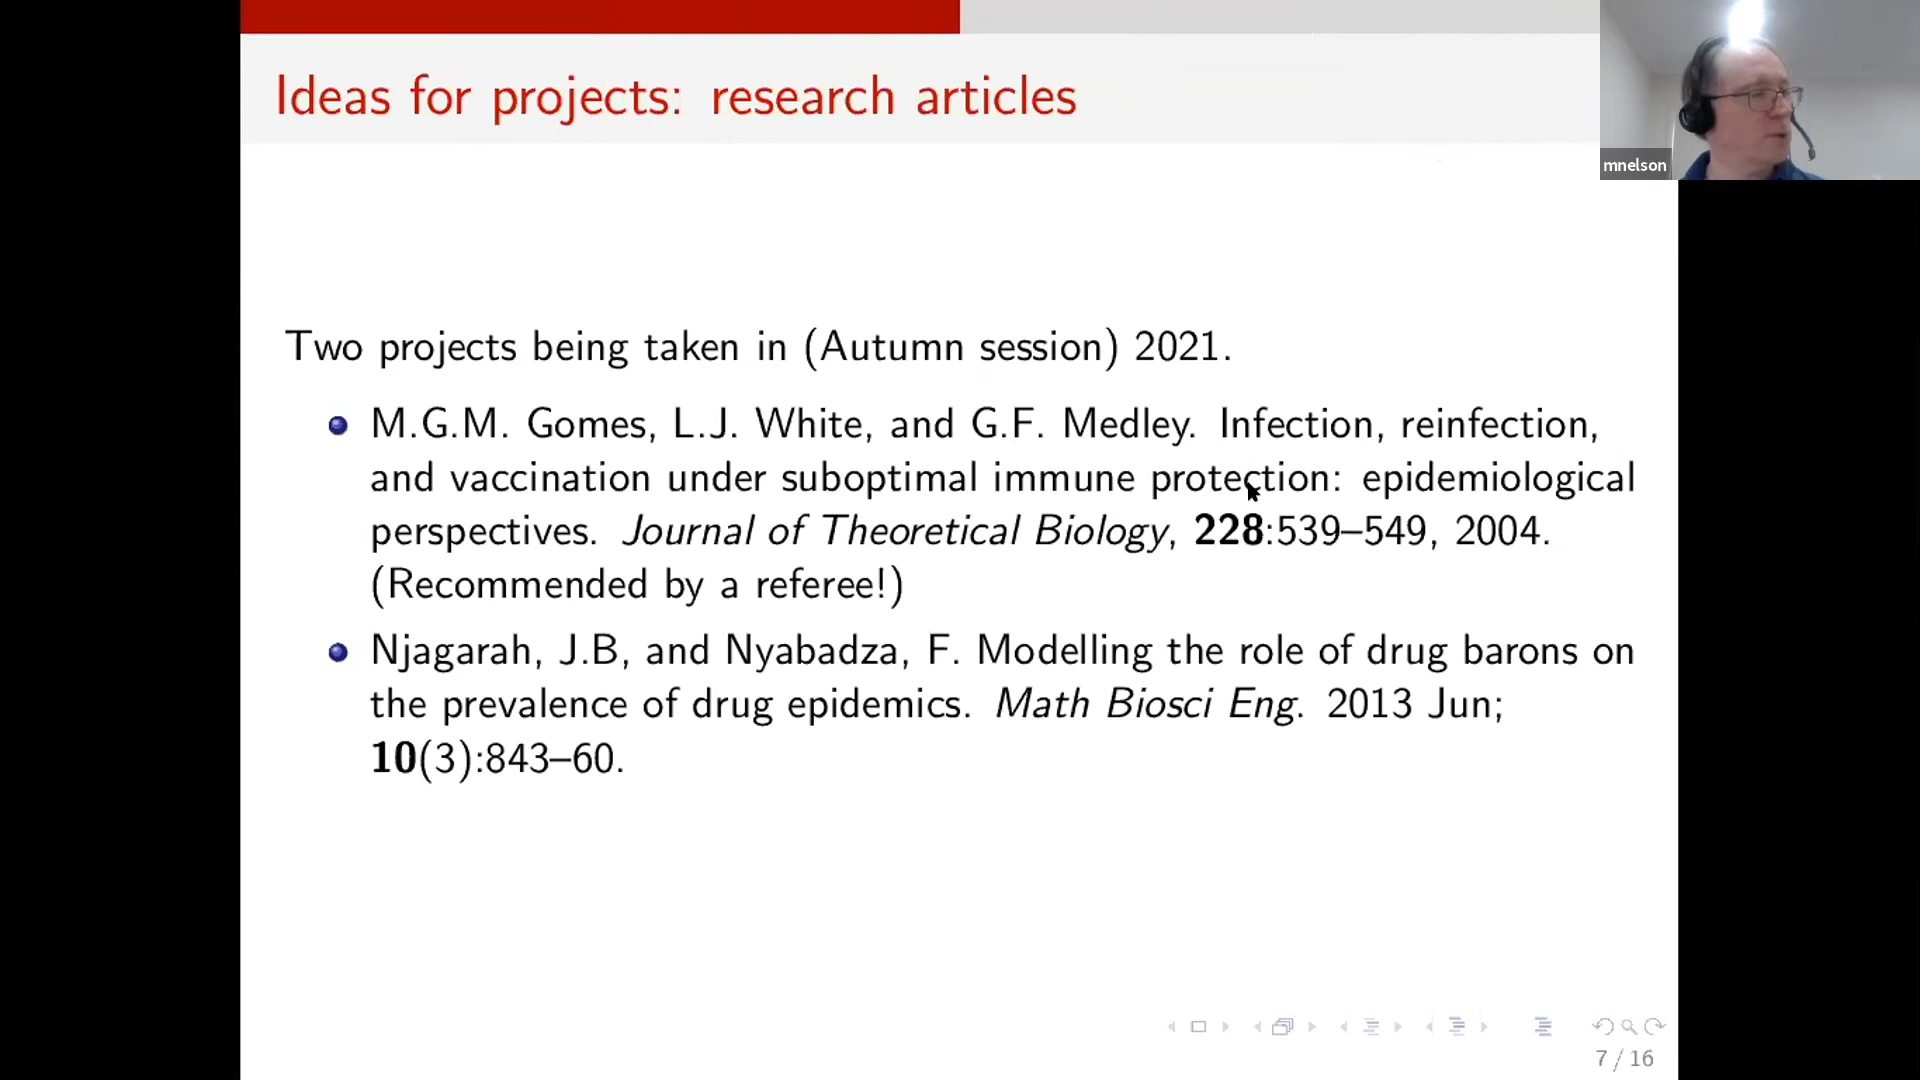 Ideas for projects: research articles
mnelson
Two projects being taken in (Autumn session) 2021.
M.G.M. Gomes, L.J. White, and G.F. Medley. Infection, reinfection,
and vaccination under suboptimal immune protection: epidemiological
perspectives. Journal of Theoretical Biology, 228:539–549, 2004.
(Recommended by a referee!)
Njagarah, J.B, and Nyabadza, F. Modelling the role of drug barons on
the prevalence of drug epidemics. Math Biosci Eng. 2013 Jun;
10(3):843–60.
7 / 16